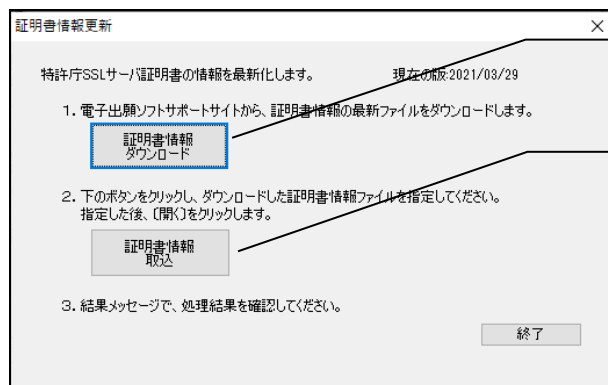 証明書情報更新
特許庁SSLサーバ証明書の情報を最新化します。 現在の版:2021/03/29
1. 電子出願ソフトサポートサイトから、証明書情報の最新ファイルをダウンロードします。
証明書情報
ダウンロード
2. 下のボタンをクリックし、ダウンロードした証明書情報ファイルを指定してください。
指定した後、[開く]をクリックします。
証明書情報
取込
3. 結果メッセージで、処理結果を確認してください。
終了